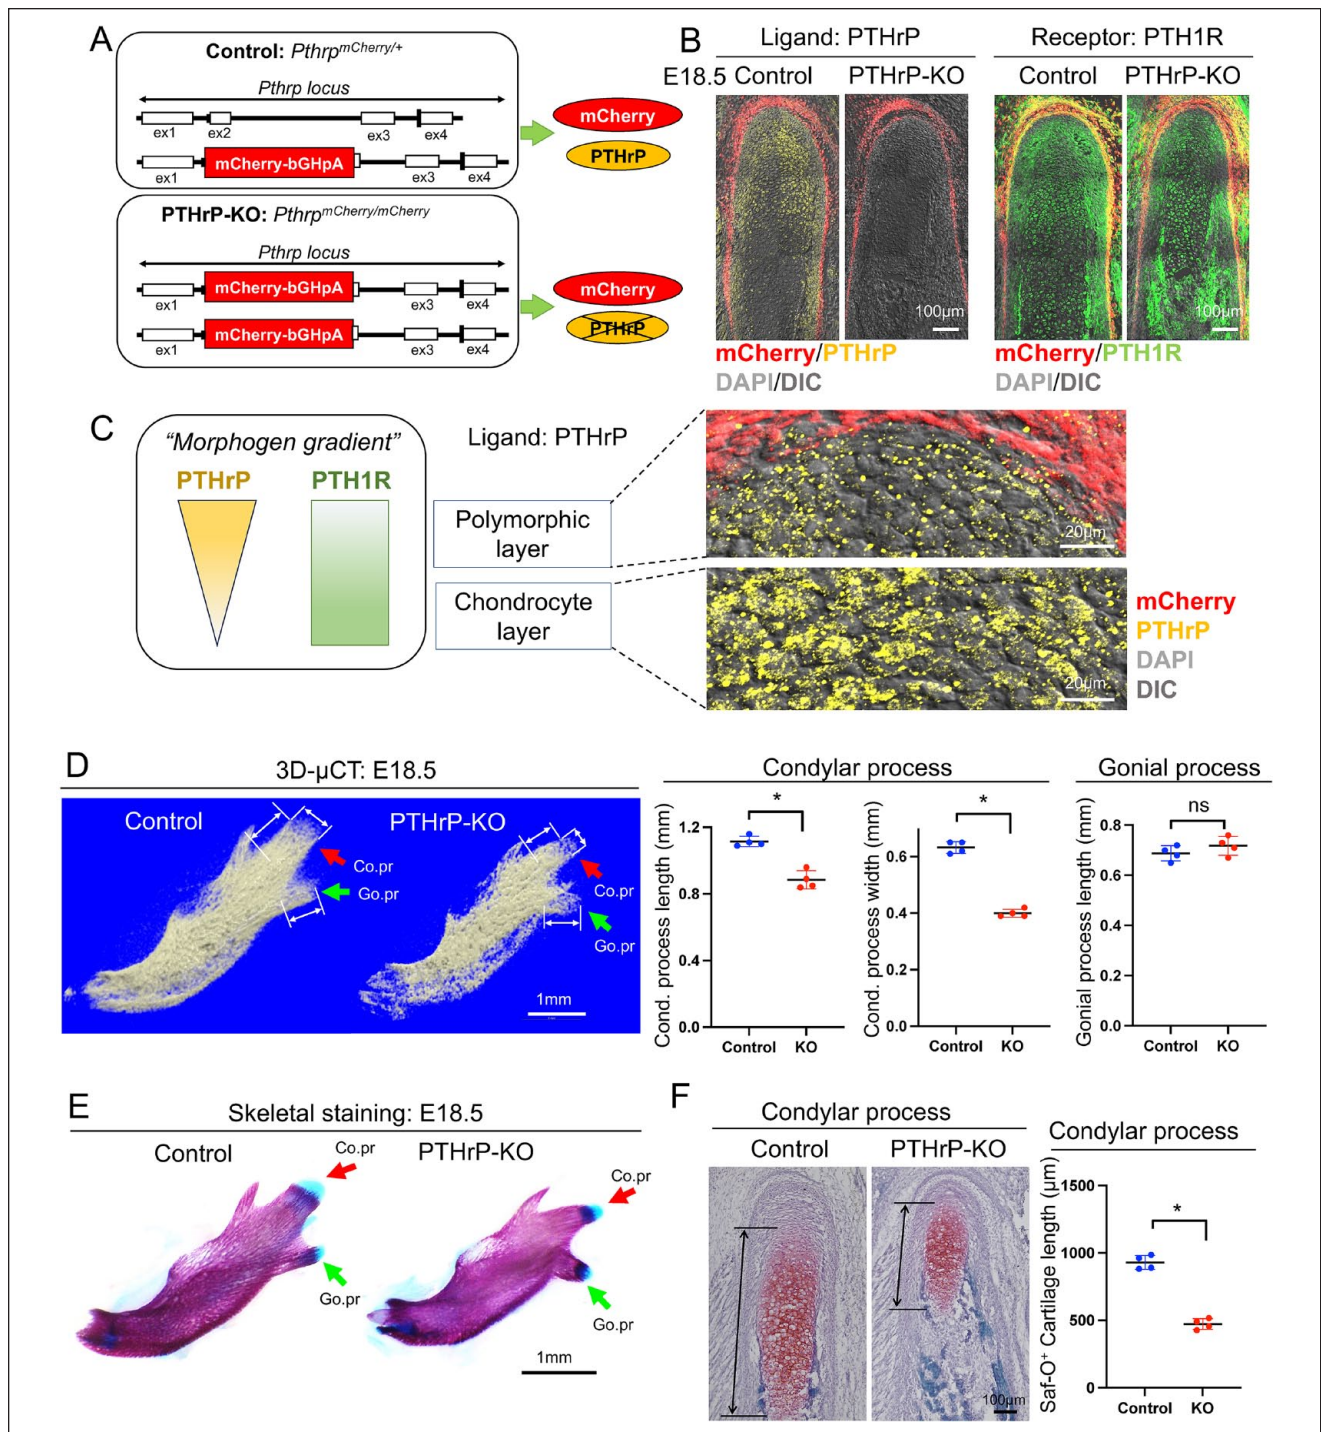 A
Control: Pthrp^mCherry/+
Pthrp locus
ex1 ex2 ex3 ex4
mCherry-bGHpA
ex1 ex3 ex4
mCherry
PTHrP
PTHrP-KO: Pthrp^mCherry/mCherry
Pthrp locus
mCherry-bGHpA
ex1 ex3 ex4
mCherry-bGHpA
ex1 ex3 ex4
mCherry
PTHrP
B
Ligand: PTHrP
Receptor: PTH1R
E18.5 Control PTHrP-KO
Control PTHrP-KO
100µm
100µm
mCherry/PTHrP
DAPI/DIC
mCherry/PTH1R
DAPI/DIC
C
“Morphogen gradient”
PTHrP PTH1R
Ligand: PTHrP
Polymorphic
layer
Chondrocyte
layer
20µm
20µm
mCherry
PTHrP
DAPI
DIC
D
3D-µCT: E18.5
Control
PTHrP-KO
Co.pr
Go.pr
Co.pr
Go.pr
1mm
Condylar process
Cond. process length (mm)
*
1.2
0.8
0.4
0.0
Control KO
Cond. process width (mm)
*
0.6
0.4
0.2
0.0
Control KO
Gonial process
Gonial process length (mm)
ns
0.8
0.6
0.4
0.2
0.0
Control KO
E
Skeletal staining: E18.5
Control
PTHrP-KO
Co.pr
Go.pr
Co.pr
Go.pr
1mm
F
Condylar process
Control PTHrP-KO
100µm
Condylar process
Saf-O⁺ Cartilage length (µm)
*
1500
1000
500
0
Control KO